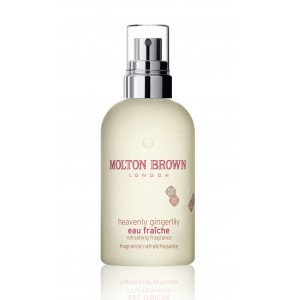 MOLTON BROWN
LONDON
heavenly gingerlily
eau fraîche
refreshing fragrance
fragrance rafraîchissante